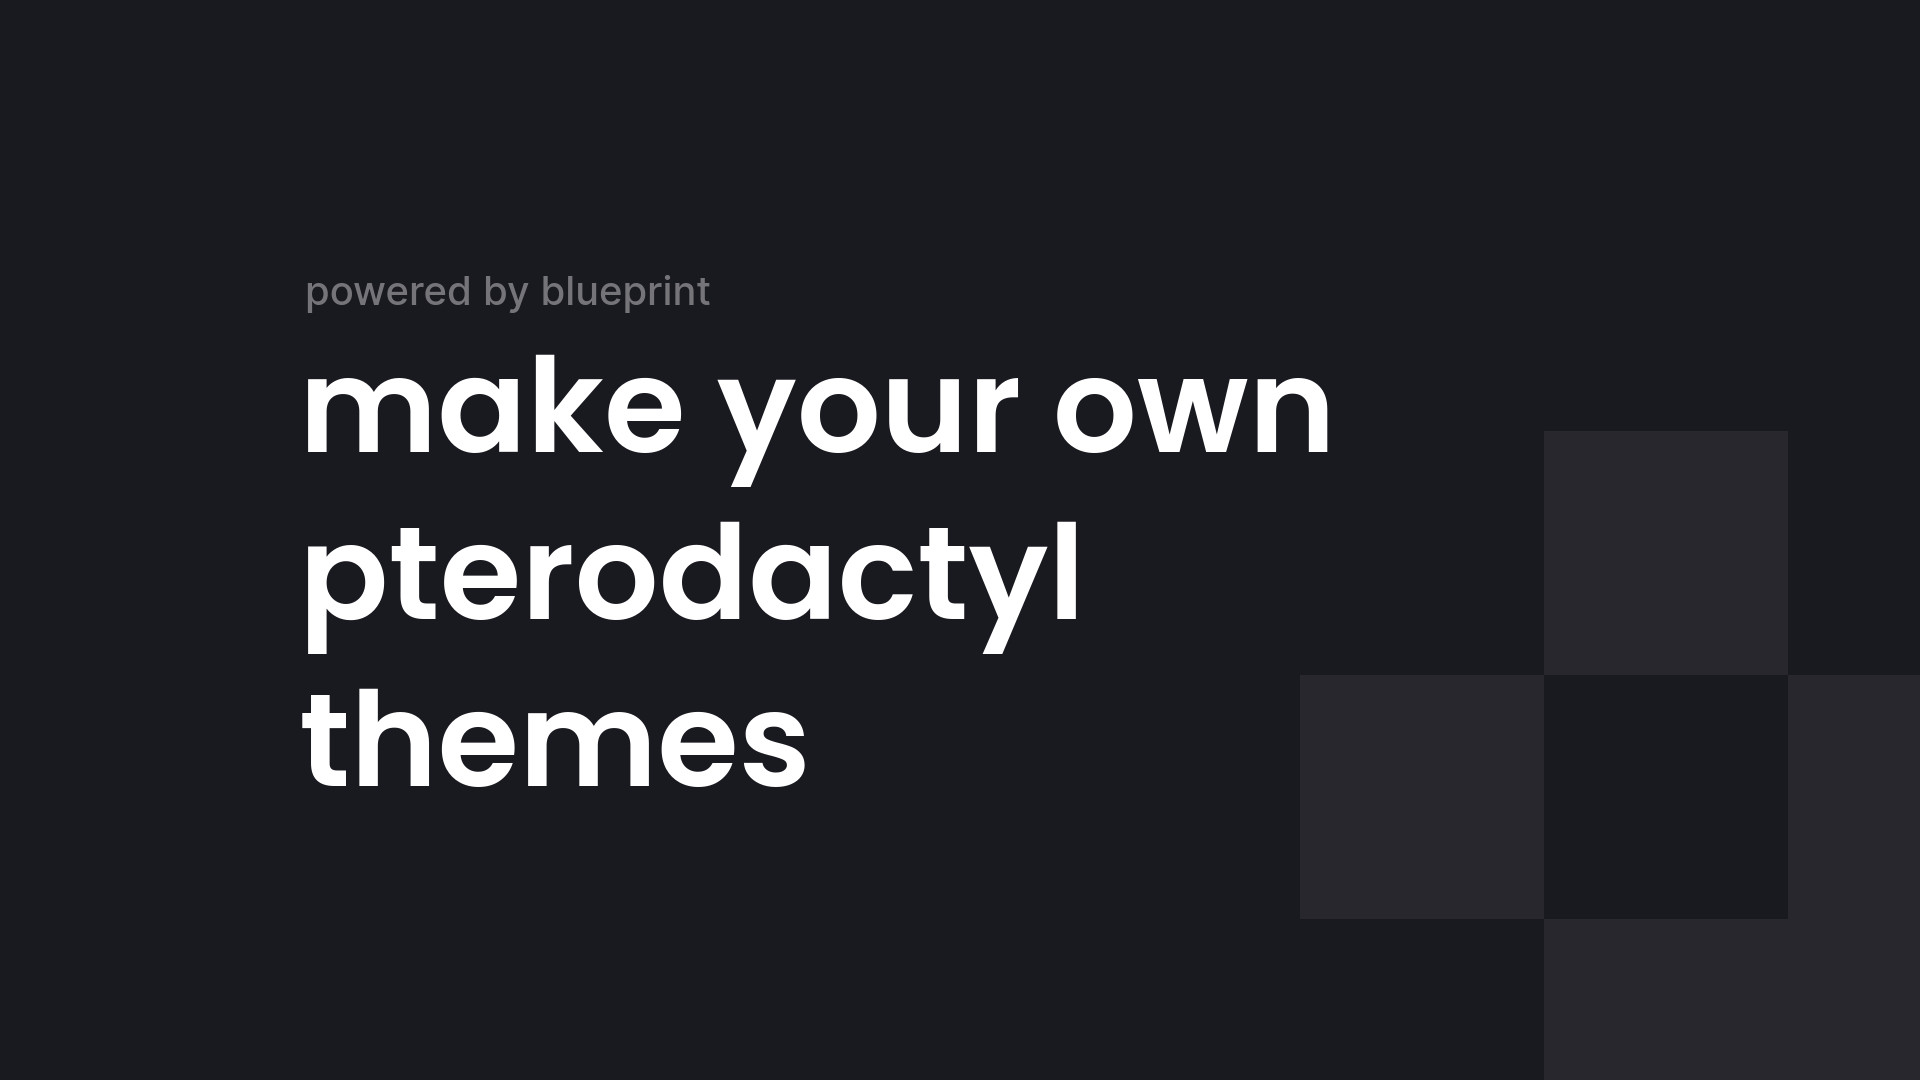 powered by blueprint
make your own
pterodactyl
themes